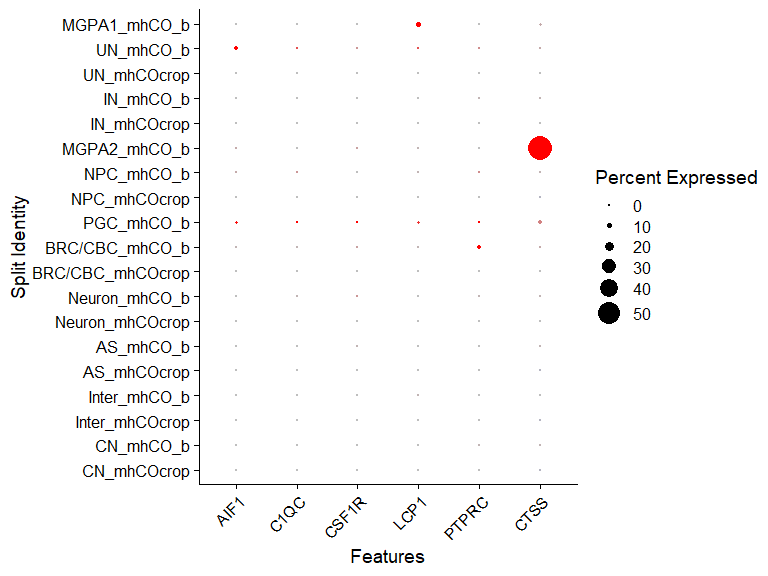 MGPA1_mhCO_b
UN_mhCO_b
UN_mhCOcrop
IN_mhCO_b
IN_mhCOcrop
MGPA2_mhCO_b
NPC_mhCO_b
NPC_mhCOcrop
PGC_mhCO_b
BRC/CBC_mhCO_b
BRC/CBC_mhCOcrop
Neuron_mhCO_b
Neuron_mhCOcrop
AS_mhCO_b
AS_mhCOcrop
Inter_mhCO_b
Inter_mhCOcrop
CN_mhCO_b
CN_mhCOcrop
Split Identity
AIF1
C1QC
CSF1R
LCP1
PTPRC
CTSS
Features
Percent Expressed
0
10
20
30
40
50